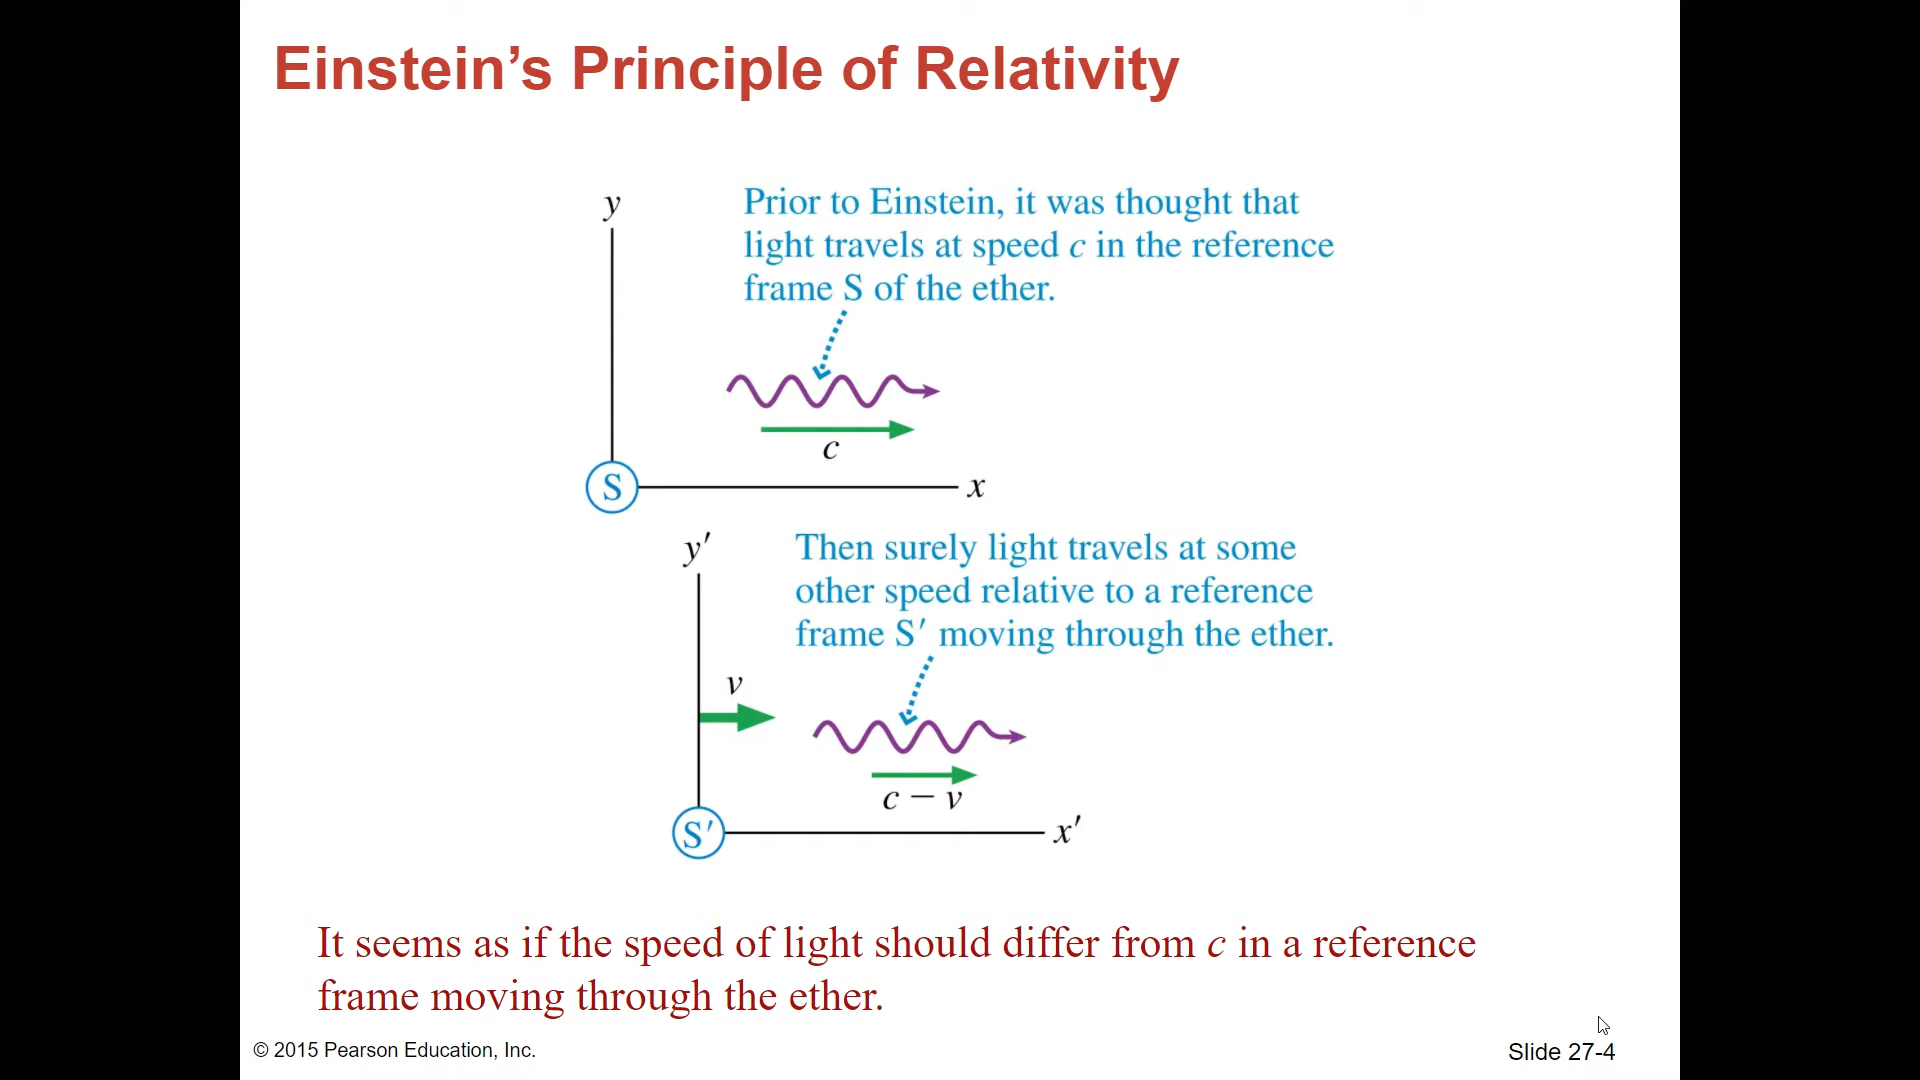 Einstein’s Principle of Relativity
y
Prior to Einstein, it was thought that
light travels at speed c in the reference
frame S of the ether.
c
S
x
y′
Then surely light travels at some
other speed relative to a reference
frame S′ moving through the ether.
v
c − v
S′
x′
It seems as if the speed of light should differ from c in a reference
frame moving through the ether.
© 2015 Pearson Education, Inc.
Slide 27-4